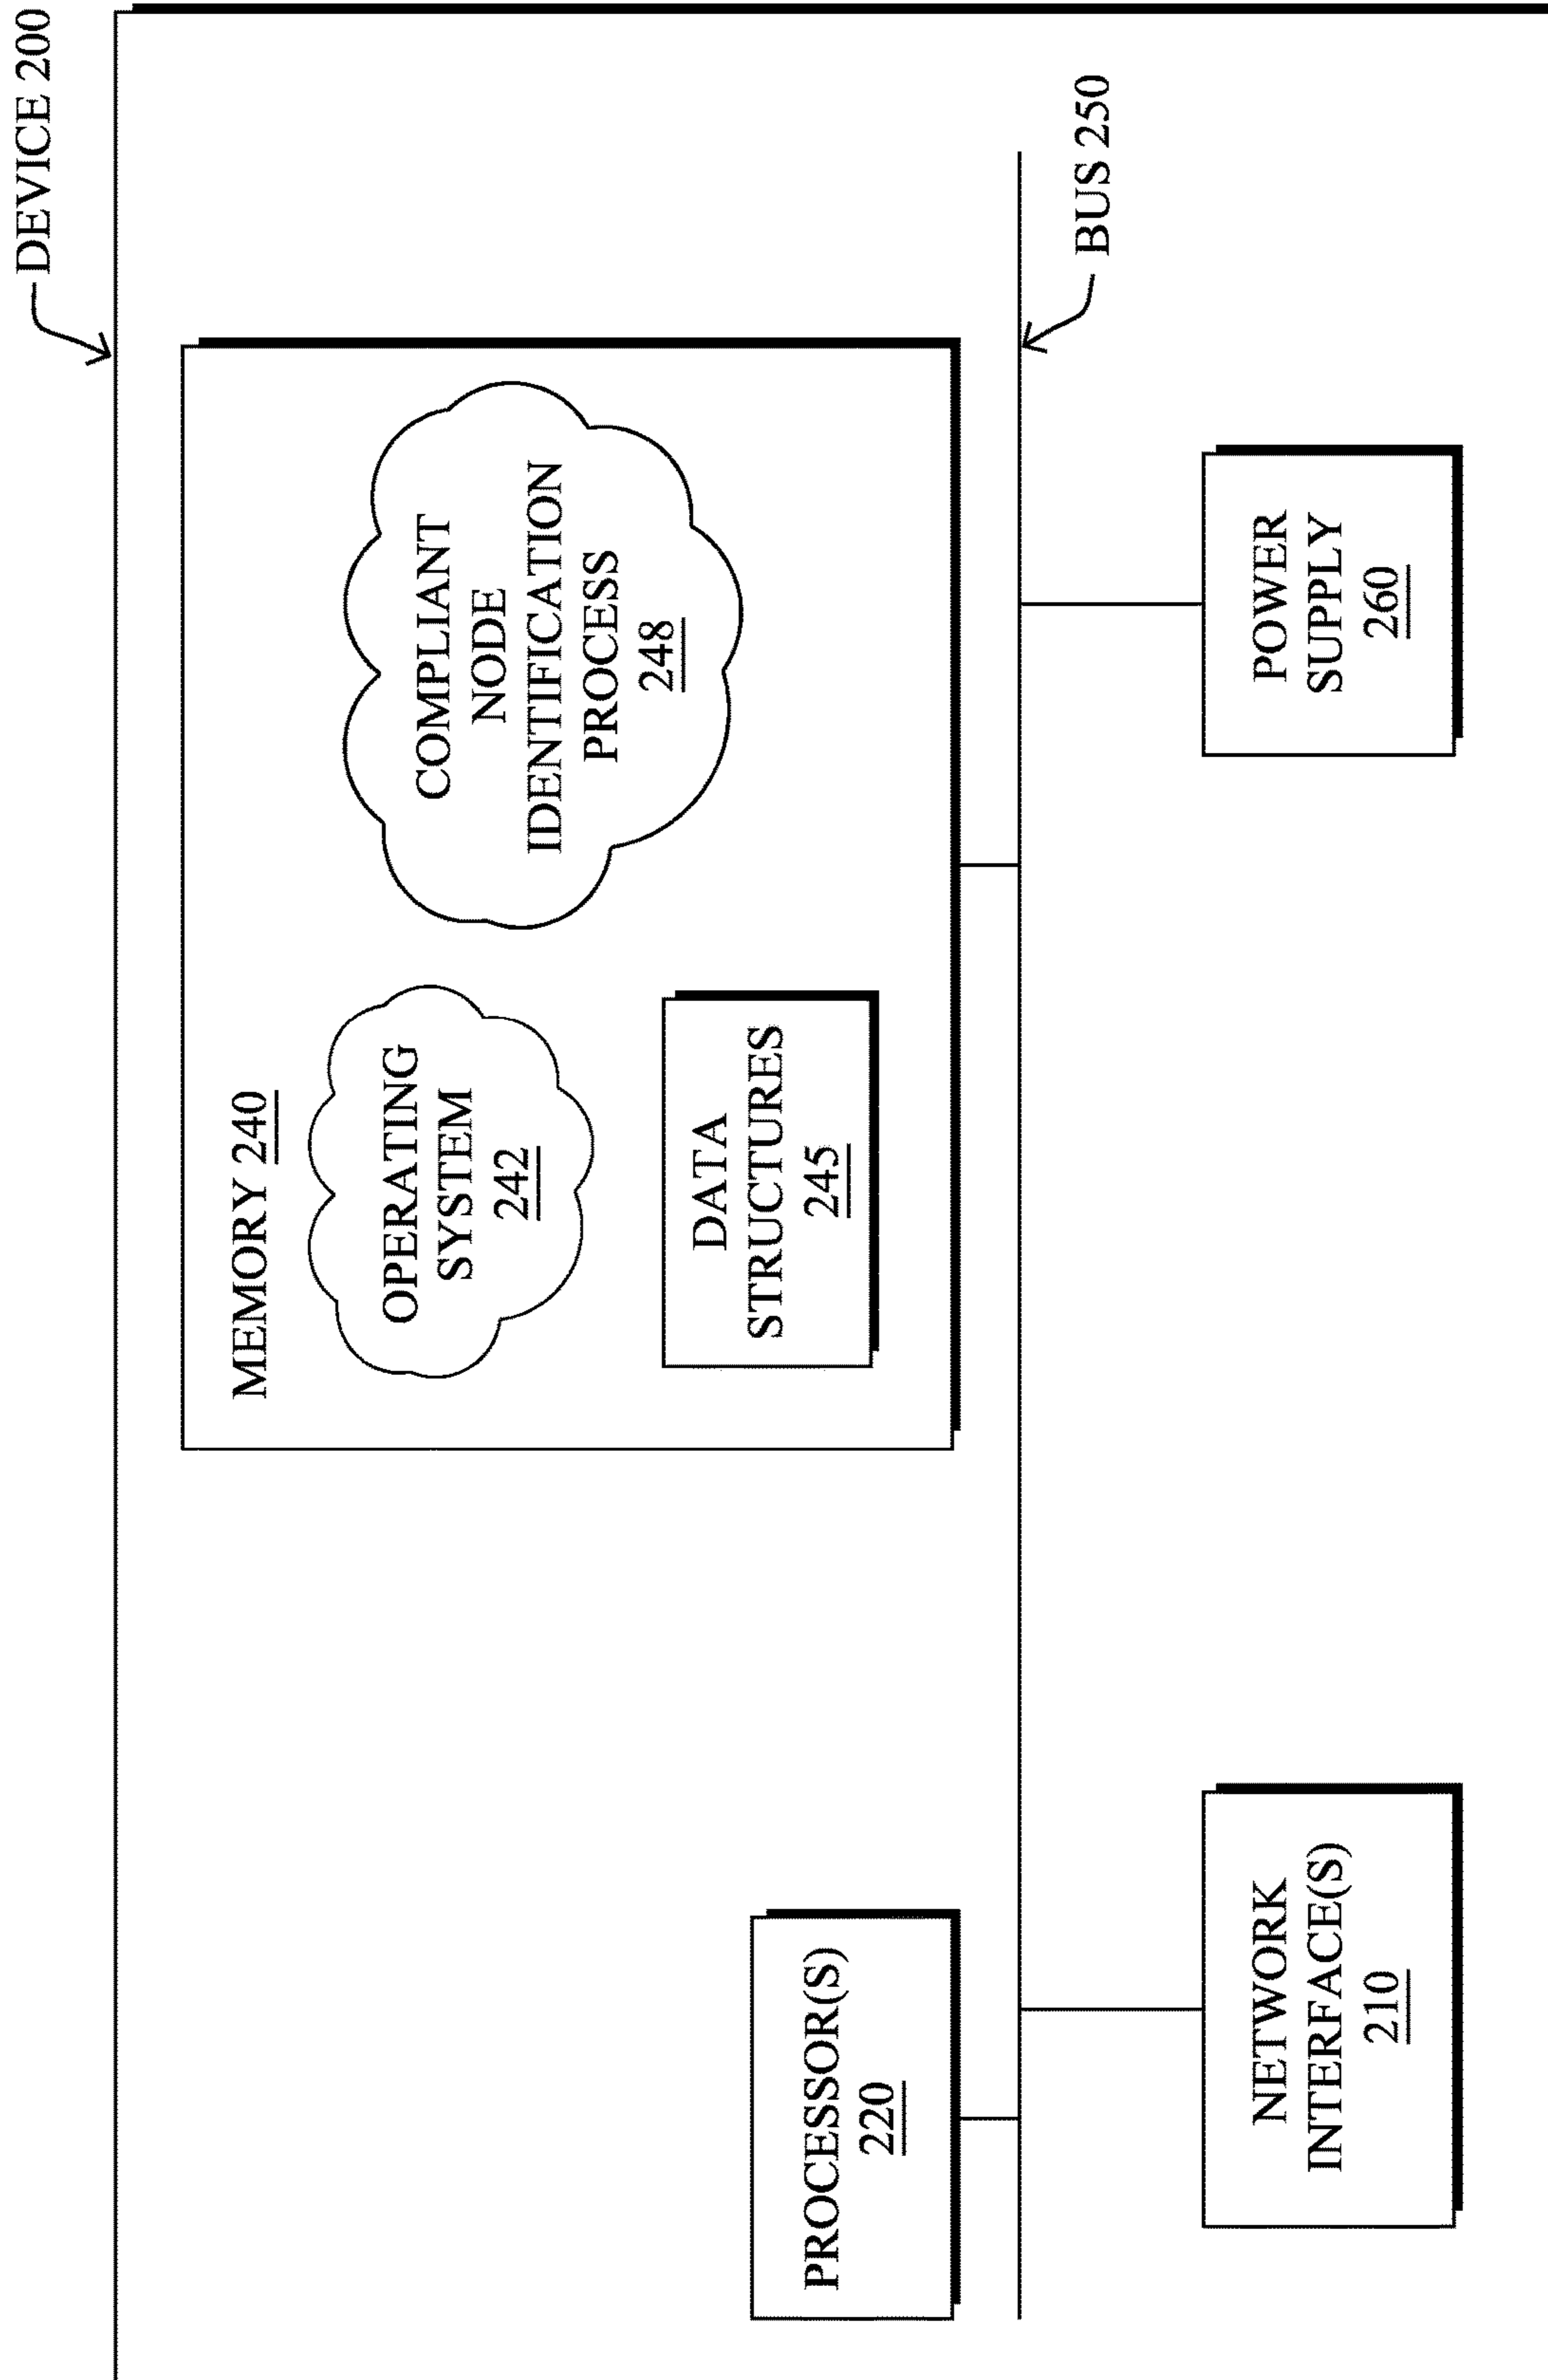 DEVICE 200
MEMORY 240
OPERATING
SYSTEM
242
DATA
STRUCTURES
245
COMPLIANT
NODE
IDENTIFICATION
PROCESS
248
PROCESSOR(S)
220
BUS 250
NETWORK
INTERFACE(S)
210
POWER
SUPPLY
260